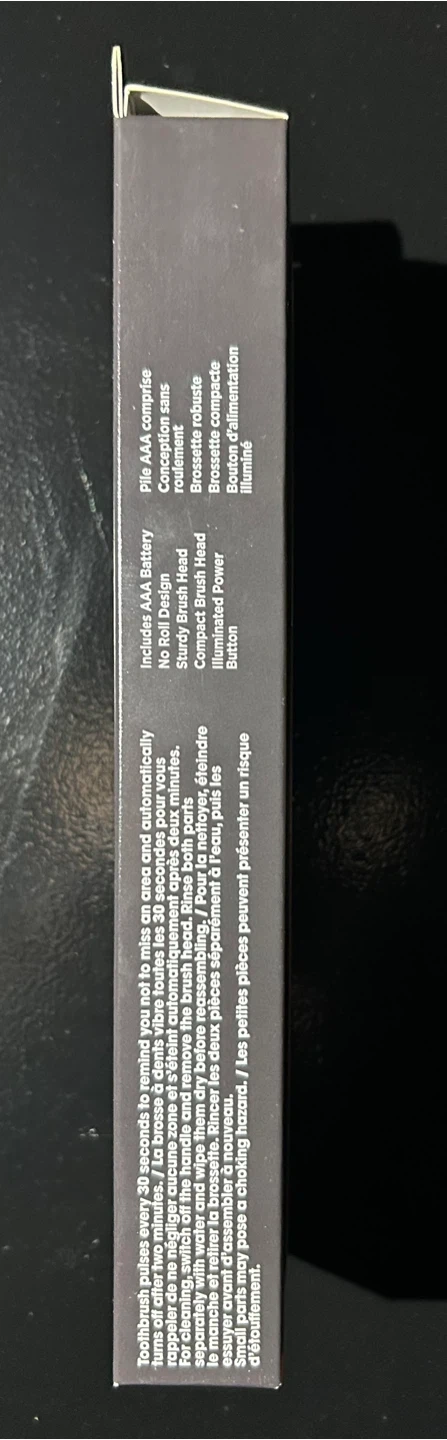 Toothbrush pulses every 30 seconds to remind you not to miss an area and automatically
turns off after two minutes. / La brosse à dents vibre toutes les 30 secondes pour vous
rappeler de ne négliger aucune zone et s'éteint automatiquement après deux minutes.
For cleaning, switch off the handle and remove the brush head. Rinse both parts
separately with water and wipe them dry before reassembling. / Pour la nettoyer, éteindre
le manche et retirer la brossette. Rincer les deux pièces séparément à l'eau, puis les
essuyer avant d'assembler à nouveau.
Small parts may pose a choking hazard. / Les petites pièces peuvent présenter un risque
d'étouffement.
Includes AAA Battery
No Roll Design
Sturdy Brush Head
Compact Brush Head
Illuminated Power
Button
Pile AAA comprise
Conception sans
roulement
Brossette robuste
Brossette compacte
Bouton d'alimentation
illuminé